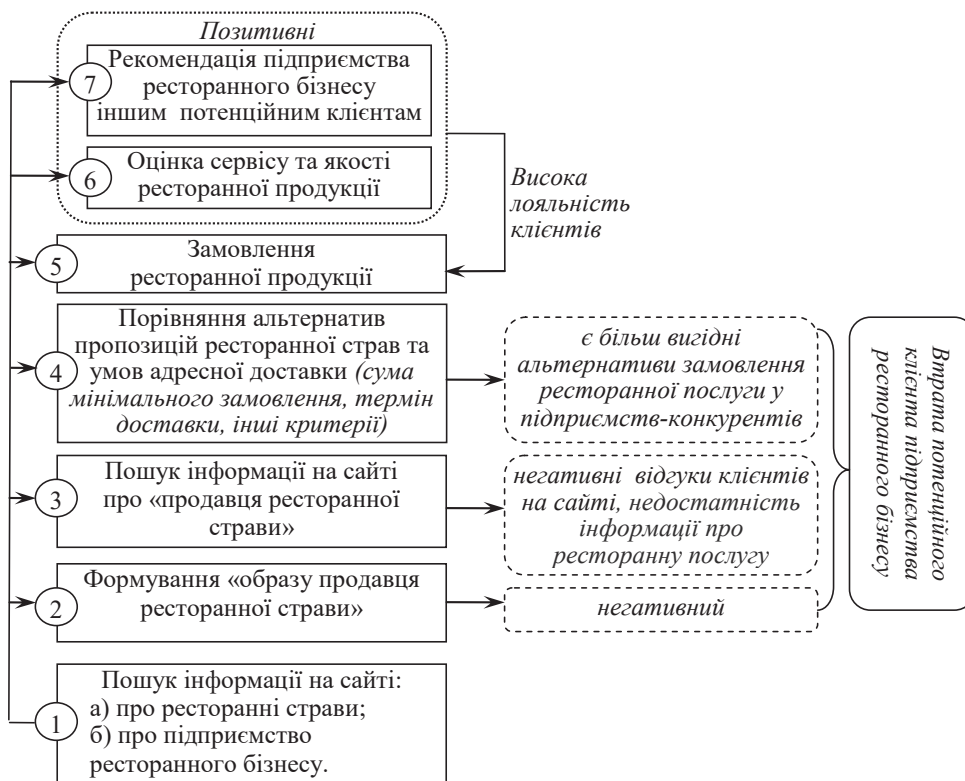 Позитивні
7
Рекомендація підприємства
ресторанного бізнесу
іншим потенційним клієнтам
6
Оцінка сервісу та якості
ресторанної продукції
Висока
лояльність
клієнтів
5
Замовлення
ресторанної продукції
4
Порівняння альтернатив
пропозицій ресторанної страв та
умов адресної доставки (сума
мінімального замовлення, термін
доставки, інші критерії)
є більш вигідні
альтернативи замовлення
ресторанної послуги у
підприємств-конкурентів
3
Пошук інформації на сайті
про «продавця ресторанної
страви»
негативні відгуки клієнтів
на сайті, недостатність
інформації про
ресторанну послугу
2
Формування «образу продавця
ресторанної страви»
негативний
Втрата потенційного
клієнта підприємства
ресторанного бізнесу
1
Пошук інформації на сайті:
а) про ресторанні страви;
б) про підприємство
ресторанного бізнесу.